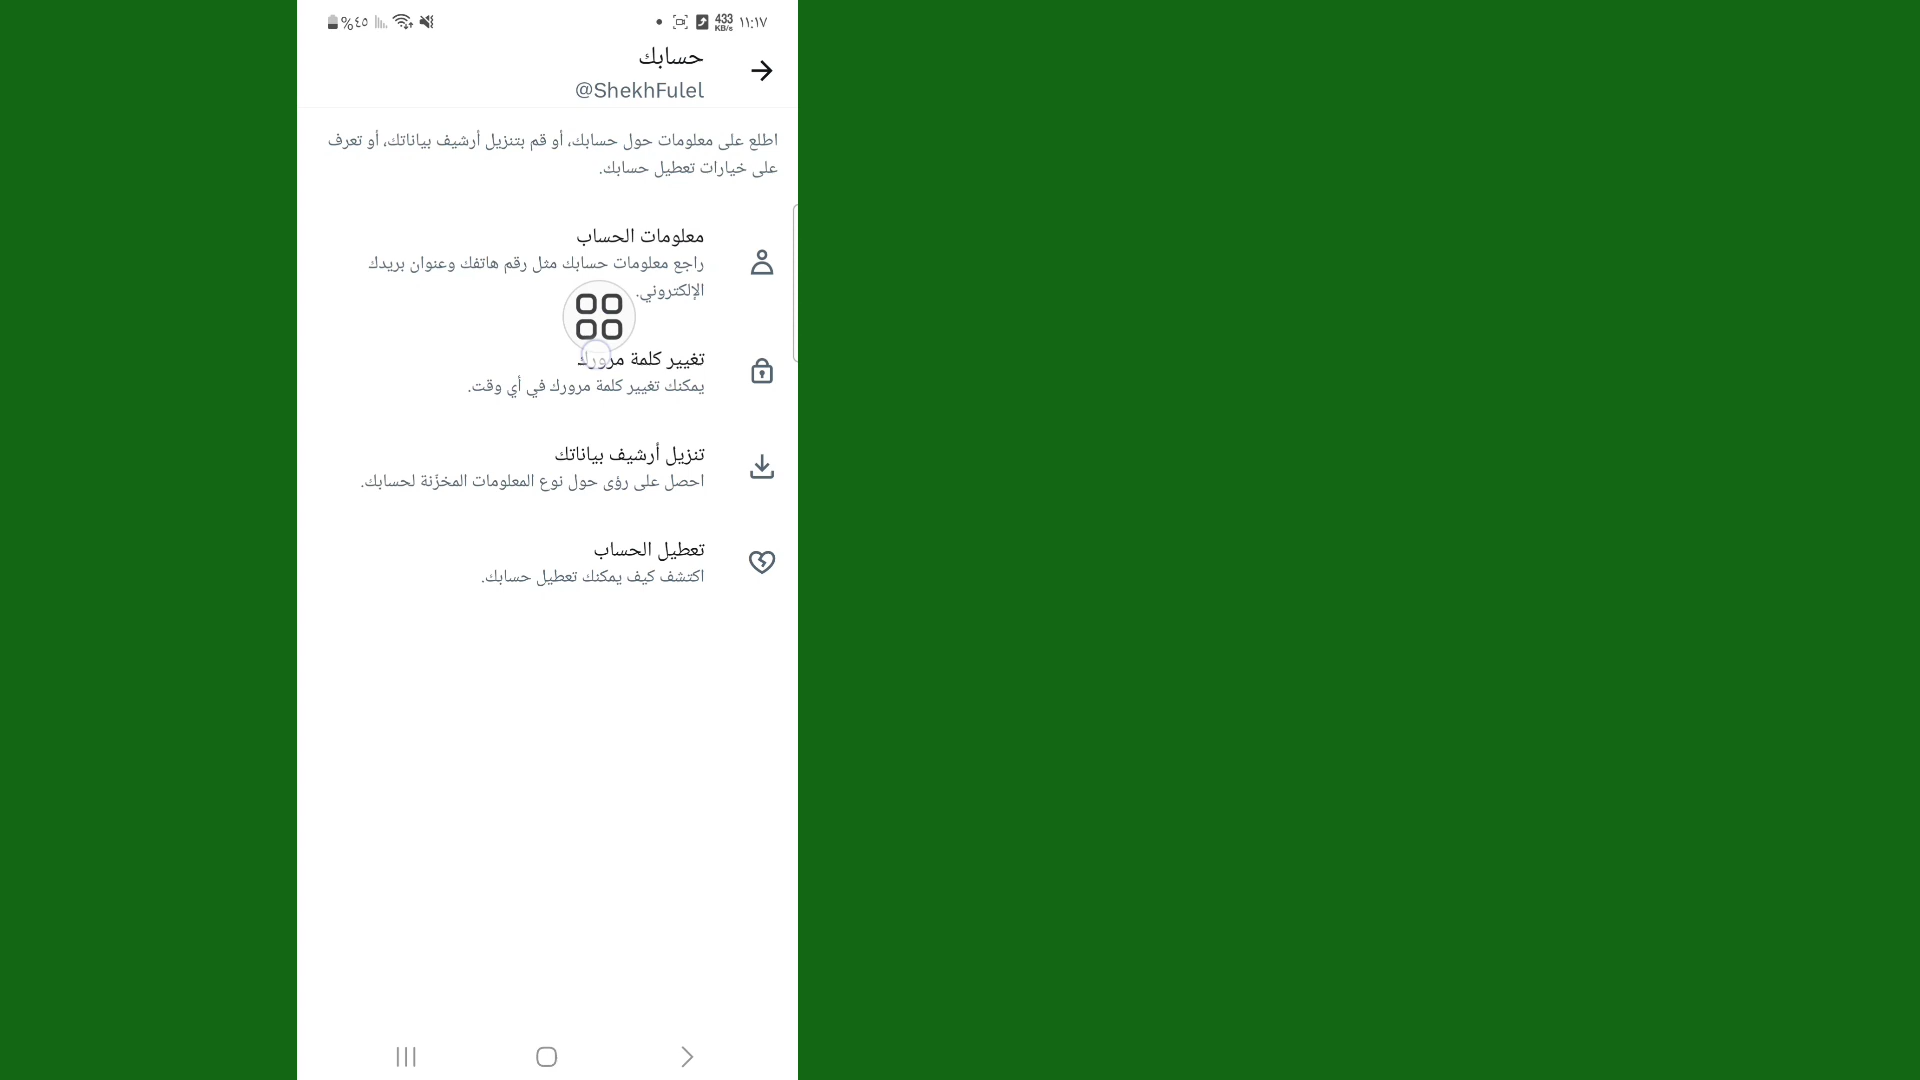 %٤٥
433
KB/s
١١:١٧
حسابك
@ShekhFulel
اطلع على معلومات حول حسابك، أو قم بتنزيل أرشيف بياناتك، أو تعرف
على خيارات تعطيل حسابك.
معلومات الحساب
راجع معلومات حسابك مثل رقم هاتفك وعنوان بريدك
الإلكتروني.
تغيير كلمة مرورك
يمكنك تغيير كلمة مرورك في أي وقت.
تنزيل أرشيف بياناتك
احصل على رؤى حول نوع المعلومات المخزّنة لحسابك.
تعطيل الحساب
اكتشف كيف يمكنك تعطيل حسابك.